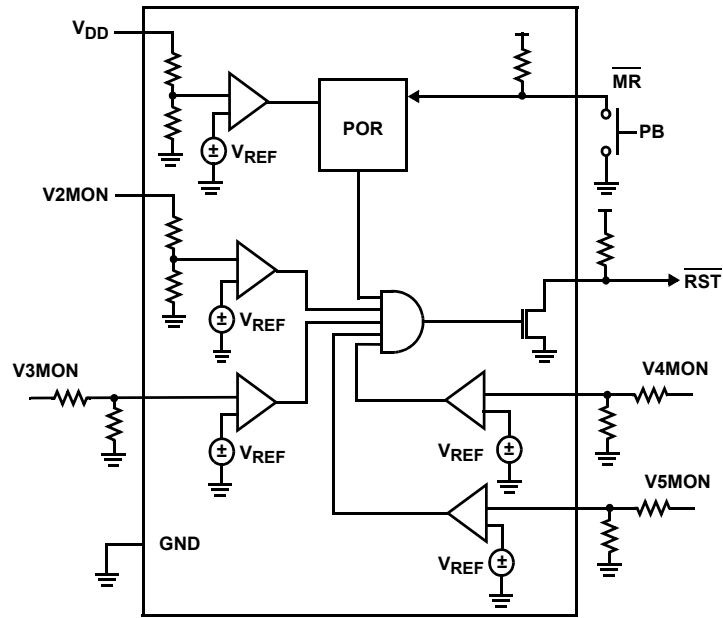 VDD
MR
POR
PB
VREF
V2MON
RST
VREF
V3MON
V4MON
VREF
VREF
V5MON
GND
VREF